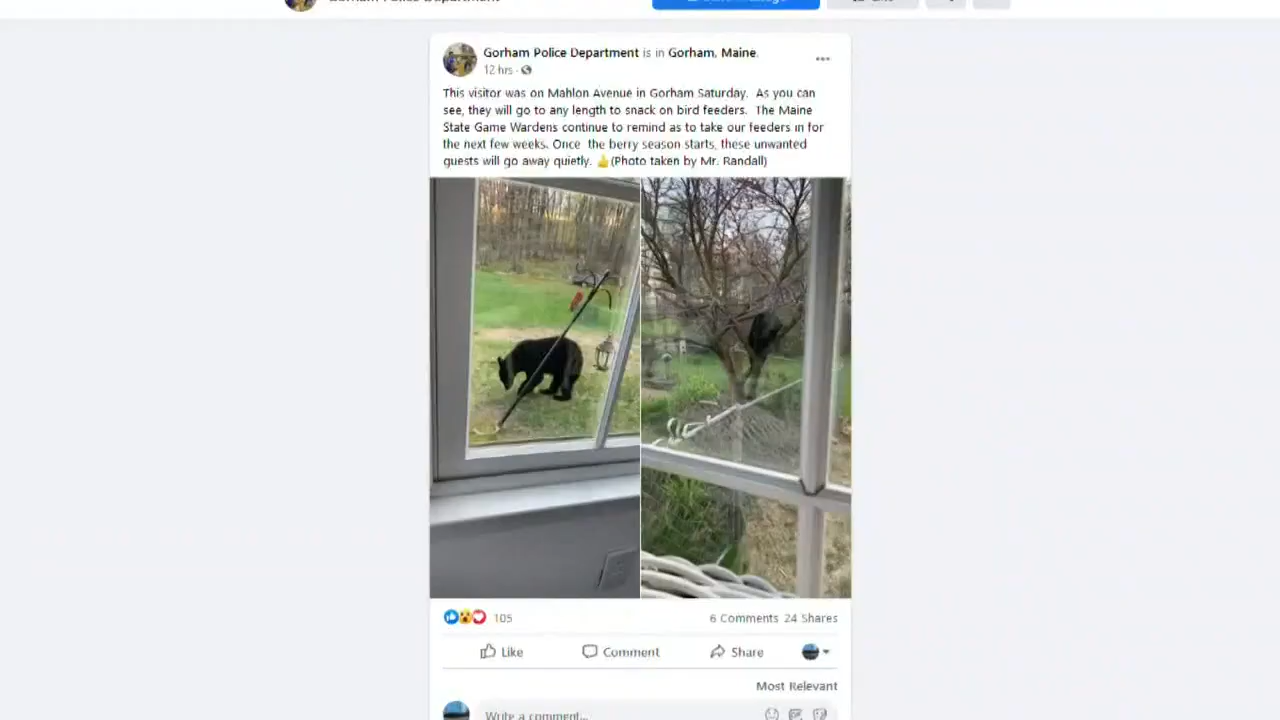 Gorham Police Department is in Gorham, Maine.
12 hrs ·
This visitor was on Mahlon Avenue in Gorham Saturday. As you can
see, they will go to any length to snack on bird feeders. The Maine
State Game Wardens continue to remind as to take our feeders in for
the next few weeks. Once the berry season starts, these unwanted
guests will go away quietly. 👍(Photo taken by Mr. Randall)
105
6 Comments 24 Shares
Like Comment Share
Most Relevant
Write a comment...